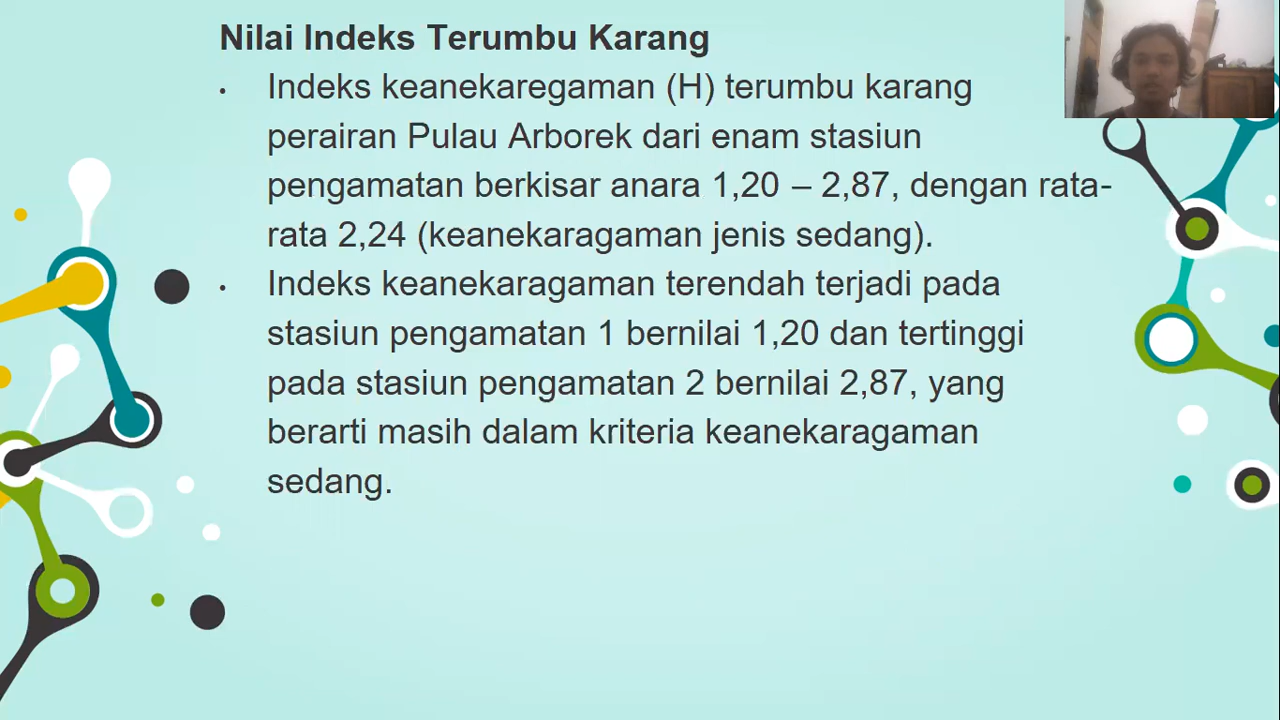 Nilai Indeks Terumbu Karang
• Indeks keanekaregaman (H) terumbu karang
perairan Pulau Arborek dari enam stasiun
pengamatan berkisar anara 1,20 – 2,87, dengan rata-
rata 2,24 (keanekaragaman jenis sedang).
• Indeks keanekaragaman terendah terjadi pada
stasiun pengamatan 1 bernilai 1,20 dan tertinggi
pada stasiun pengamatan 2 bernilai 2,87, yang
berarti masih dalam kriteria keanekaragaman
sedang.